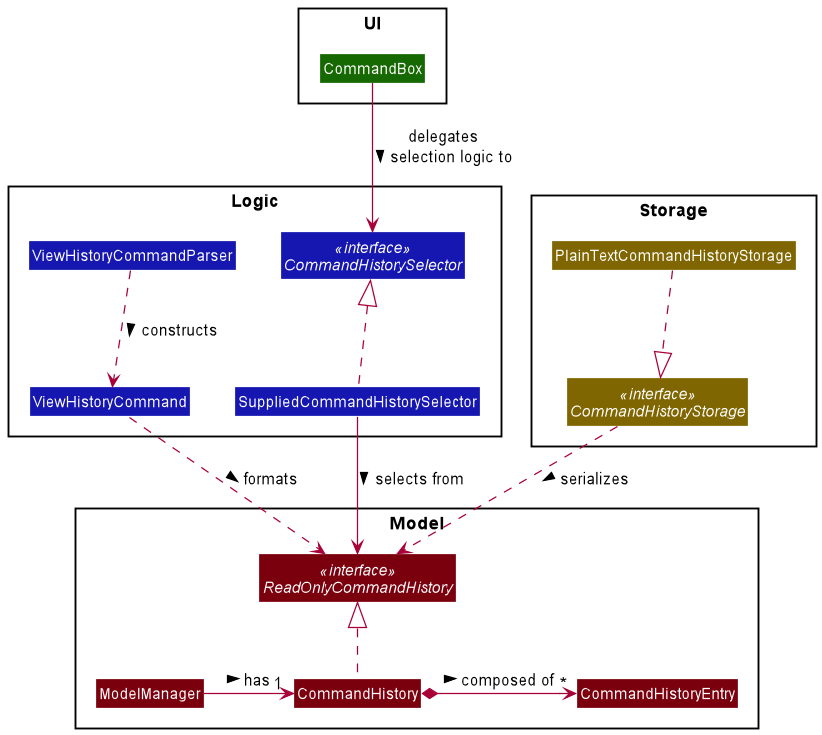 UI
CommandBox
delegates
selection logic to
Logic
ViewHistoryCommandParser
«interface»
CommandHistorySelector
constructs
ViewHistoryCommand
SuppliedCommandHistorySelector
Storage
PlainTextCommandHistoryStorage
«interface»
CommandHistoryStorage
formats
selects from
serializes
Model
«interface»
ReadOnlyCommandHistory
ModelManager
has 1
CommandHistory
composed of *
CommandHistoryEntry